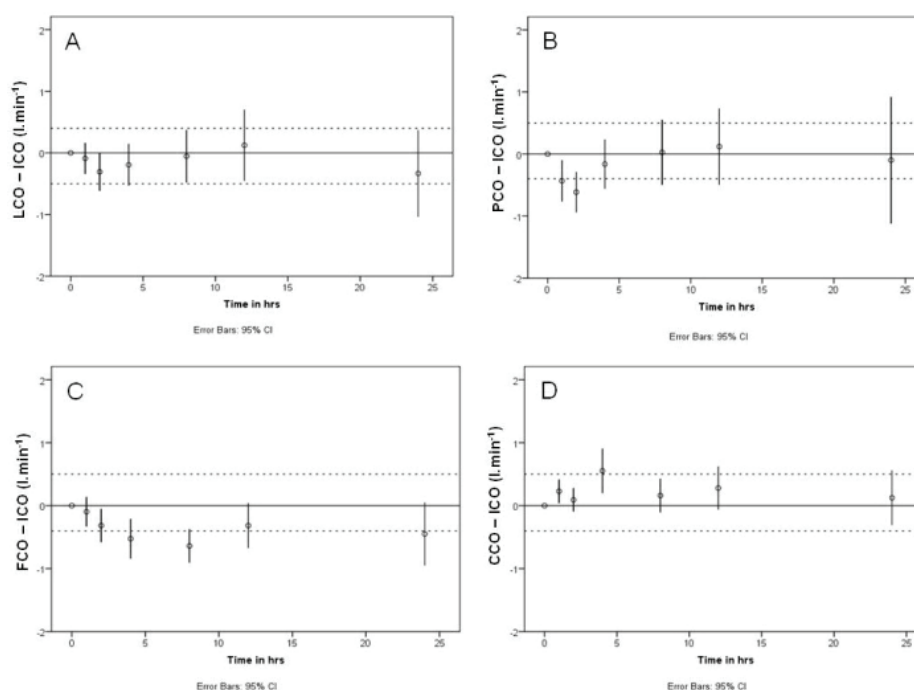 A
LCO – ICO (l.min⁻¹)
2
1
0
-1
-2
0 5 10 15 20 25
Time in hrs
Error Bars: 95% CI
B
PCO – ICO (l.min⁻¹)
2
1
0
-1
-2
0 5 10 15 20 25
Time in hrs
Error Bars: 95% CI
C
FCO – ICO (l.min⁻¹)
2
1
0
-1
-2
0 5 10 15 20 25
Time in hrs
Error Bars: 95% CI
D
CCO – ICO (l.min⁻¹)
2
1
0
-1
-2
0 5 10 15 20 25
Time in hrs
Error Bars: 95% CI